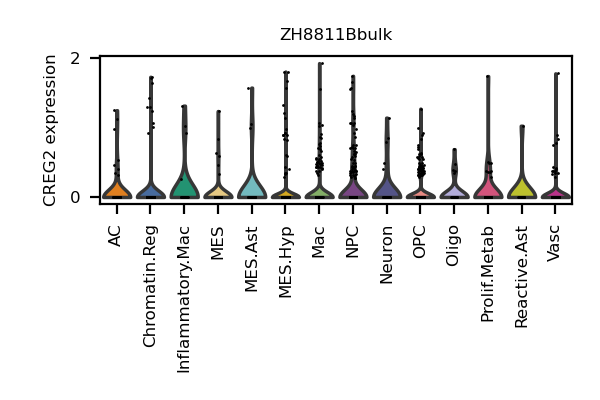 ZH8811Bbulk
CREG2 expression
2
0
AC
Chromatin.Reg
Inflammatory.Mac
MES
MES.Ast
MES.Hyp
Mac
NPC
Neuron
OPC
Oligo
Prolif.Metab
Reactive.Ast
Vasc